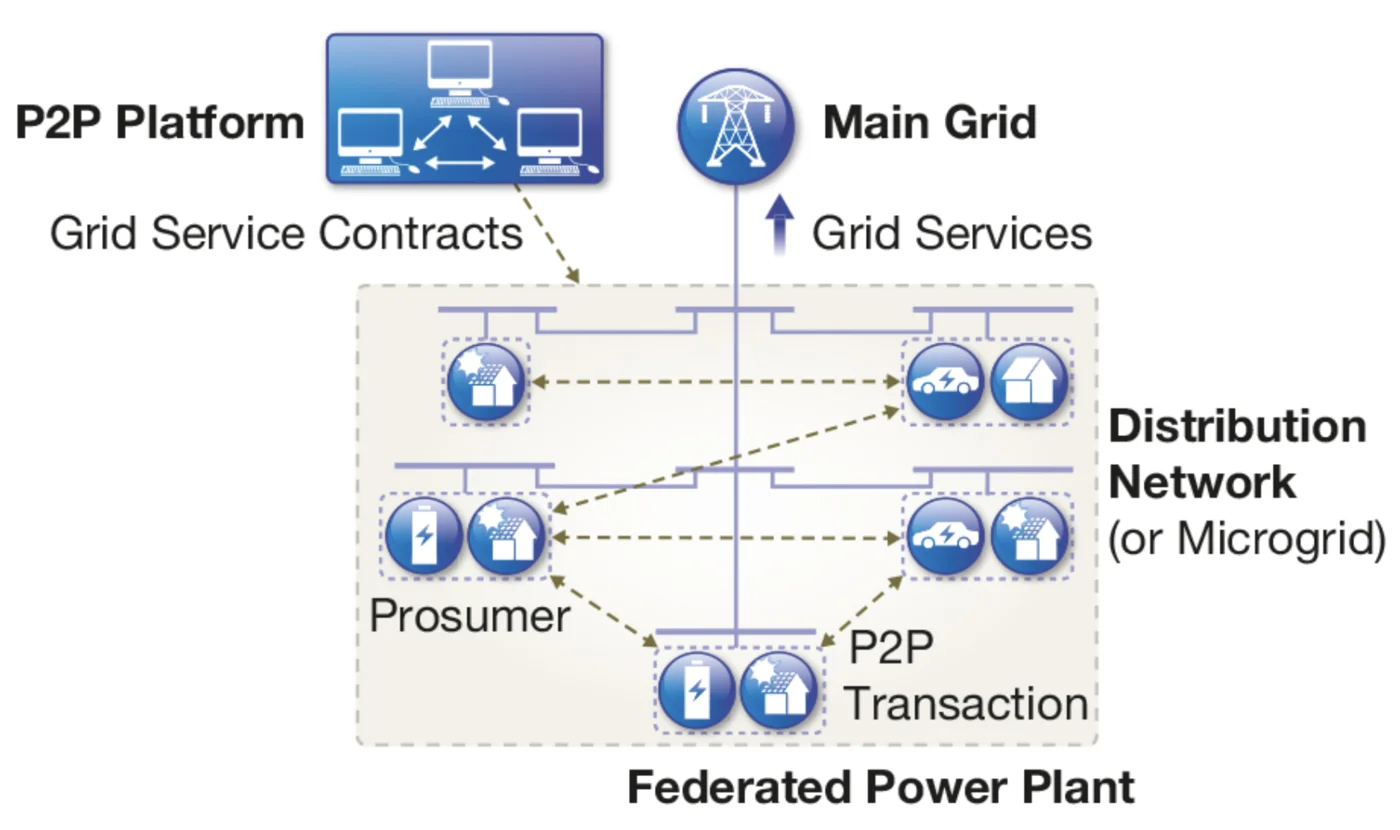 P2P Platform
Main Grid
Grid Service Contracts
Grid Services
Distribution
Network
(or Microgrid)
Prosumer
P2P
Transaction
Federated Power Plant